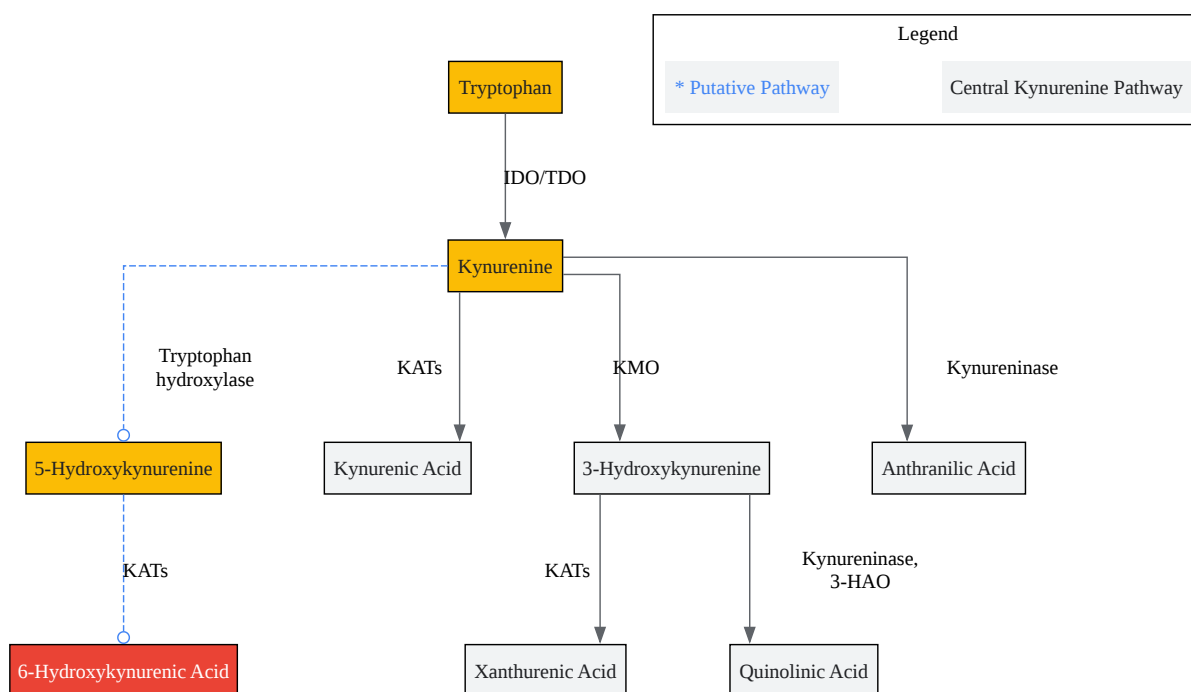 Legend
* Putative Pathway
Central Kynurenine Pathway
Tryptophan
IDO/TDO
Kynurenine
Tryptophan
hydroxylase
KATs
KMO
Kynureninase
5-Hydroxykynurenine
Kynurenic Acid
3-Hydroxykynurenine
Anthranilic Acid
KATs
KATs
Kynureninase,
3-HAO
6-Hydroxykynurenic Acid
Xanthurenic Acid
Quinolinic Acid